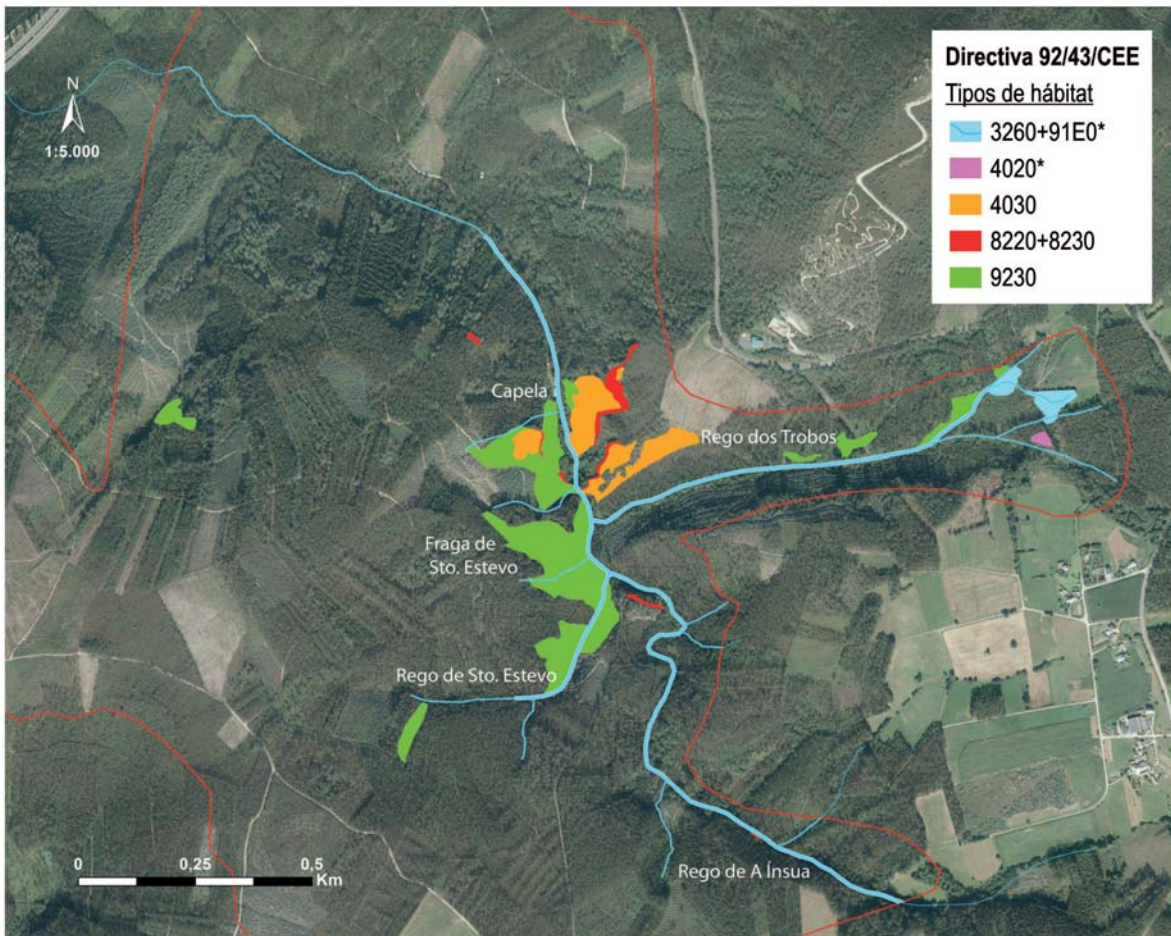 Directiva 92/43/CEE
Tipos de hábitat
3260+91E0*
4020*
4030
8220+8230
9230
N
1:5.000
1
2
Capela
Rego dos Trobos
Fraga de
Sto. Estevo
Rego de Sto. Estevo
Rego de A Ínsua
0 0,25 0,5
Km